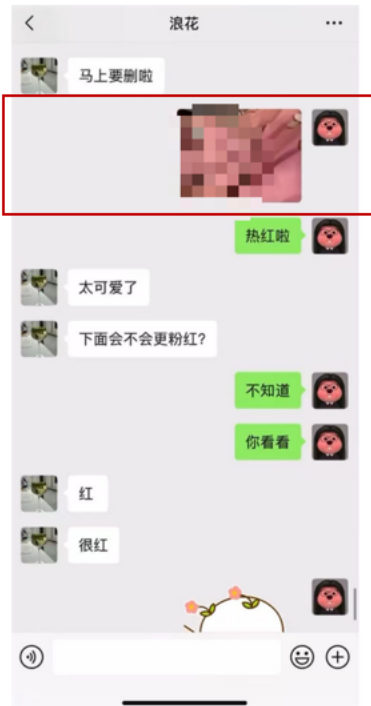 浪花
马上要删啦
热红啦
太可爱了
下面会不会更粉红?
不知道
你看看
红
很红